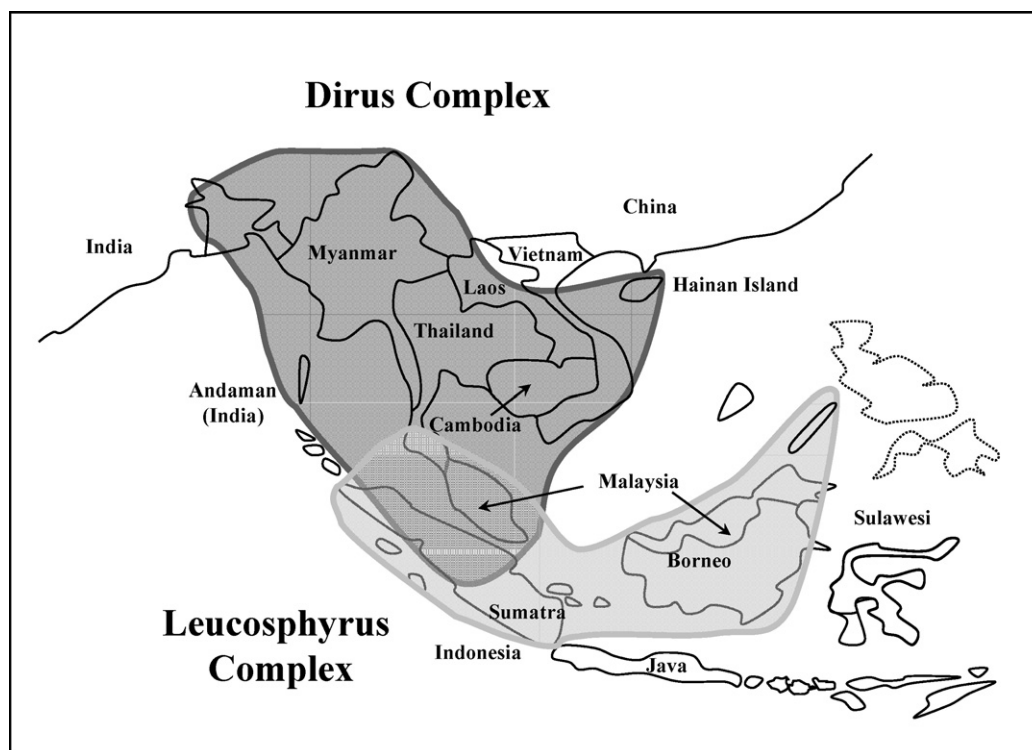 Dirus Complex
China
India
Myanmar
Vietnam
Laos
Hainan Island
Thailand
Andaman
(India)
Cambodia
Malaysia
Sulawesi
Borneo
Leucosphyrus
Complex
Sumatra
Indonesia
Java